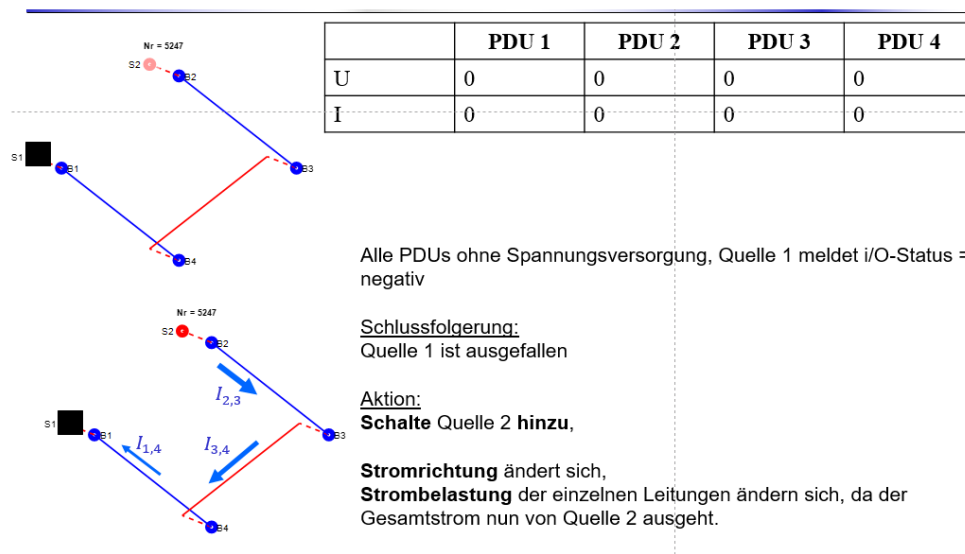 PDU 1 PDU 2 PDU 3 PDU 4
U 0 0 0 0
I 0 0 0 0
Nr = 5247
S2
B2
S1
B1
B3
B4
Alle PDUs ohne Spannungsversorgung, Quelle 1 meldet i/O-Status =
negativ
Schlussfolgerung:
Quelle 1 ist ausgefallen
Aktion:
Schalte Quelle 2 hinzu,
Stromrichtung ändert sich,
Strombelastung der einzelnen Leitungen ändern sich, da der
Gesamtstrom nun von Quelle 2 ausgeht.
Nr = 5247
S2
B2
I2,3
S1
B1
I1,4
I3,4
B3
B4